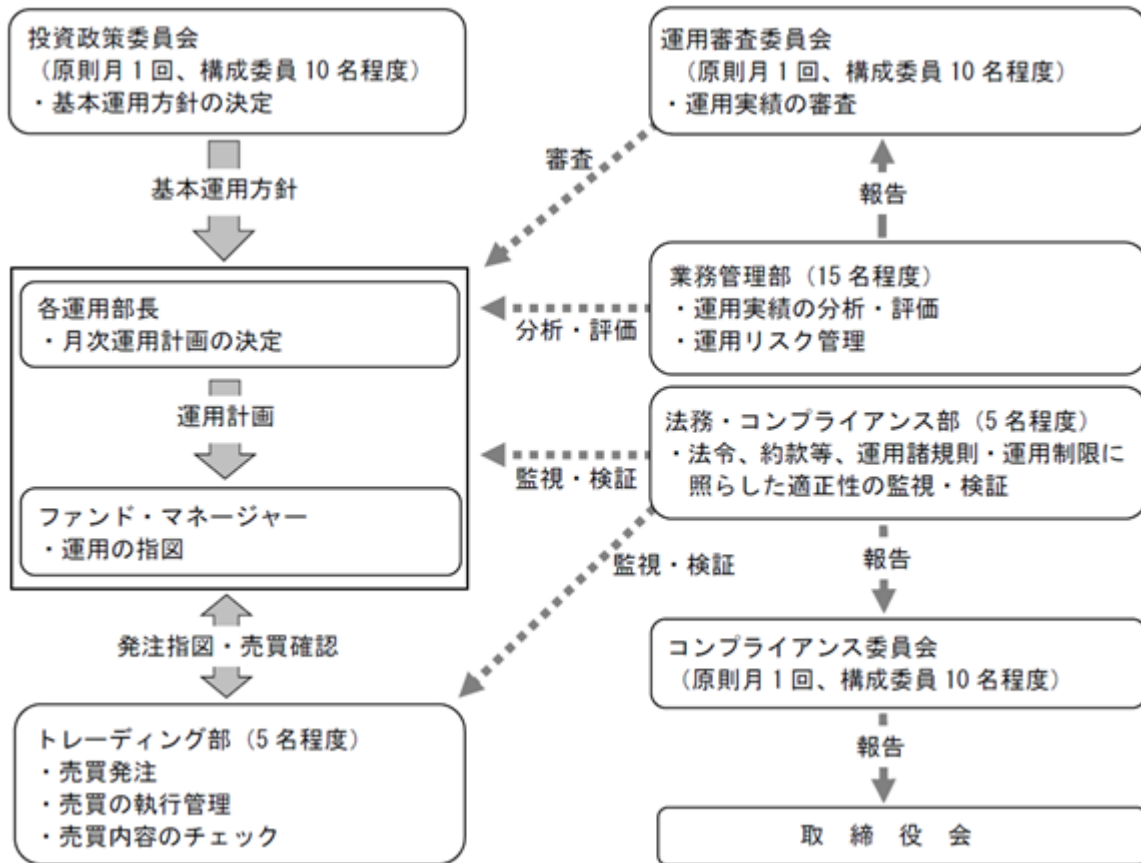 投資政策委員会
（原則月1回、構成委員10名程度）
・基本運用方針の決定
基本運用方針
各運用部長
・月次運用計画の決定
運用計画
ファンド・マネージャー
・運用の指図
発注指図・売買確認
トレーディング部（5名程度）
・売買発注
・売買の執行管理
・売買内容のチェック
運用審査委員会
（原則月1回、構成委員10名程度）
・運用実績の審査
審査
報告
業務管理部（15名程度）
・運用実績の分析・評価
・運用リスク管理
分析・評価
法務・コンプライアンス部（5名程度）
・法令、約款等、運用諸規則・運用制限に
照らした適正性の監視・検証
監視・検証
監視・検証
報告
コンプライアンス委員会
（原則月1回、構成委員10名程度）
報告
取　締　役　会